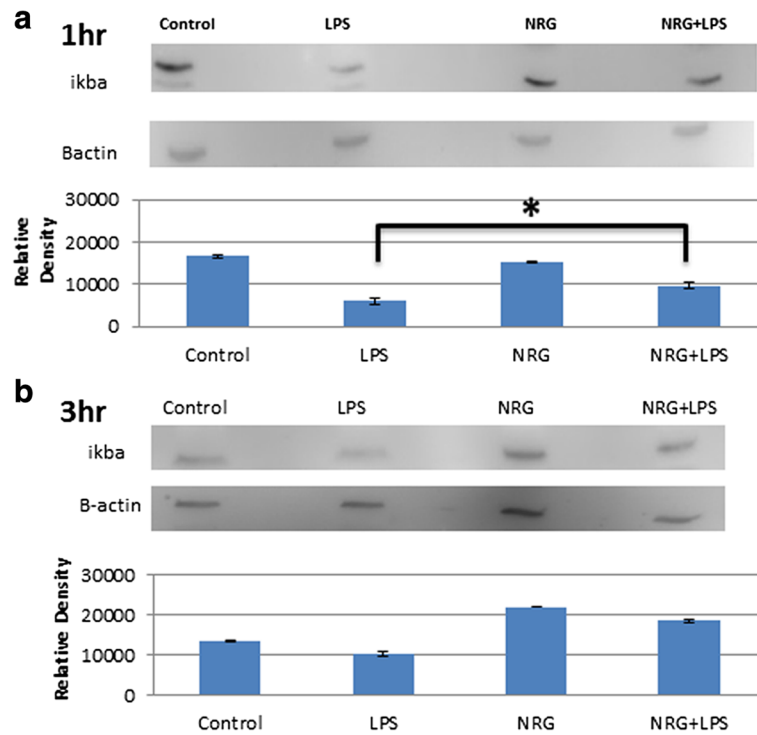 a
1hr
Control LPS NRG NRG+LPS
ikba
Bactin
Relative Density
30000
20000
10000
0
*
Control LPS NRG NRG+LPS
b
3hr
Control LPS NRG NRG+LPS
ikba
B-actin
Relative Density
30000
20000
10000
0
Control LPS NRG NRG+LPS